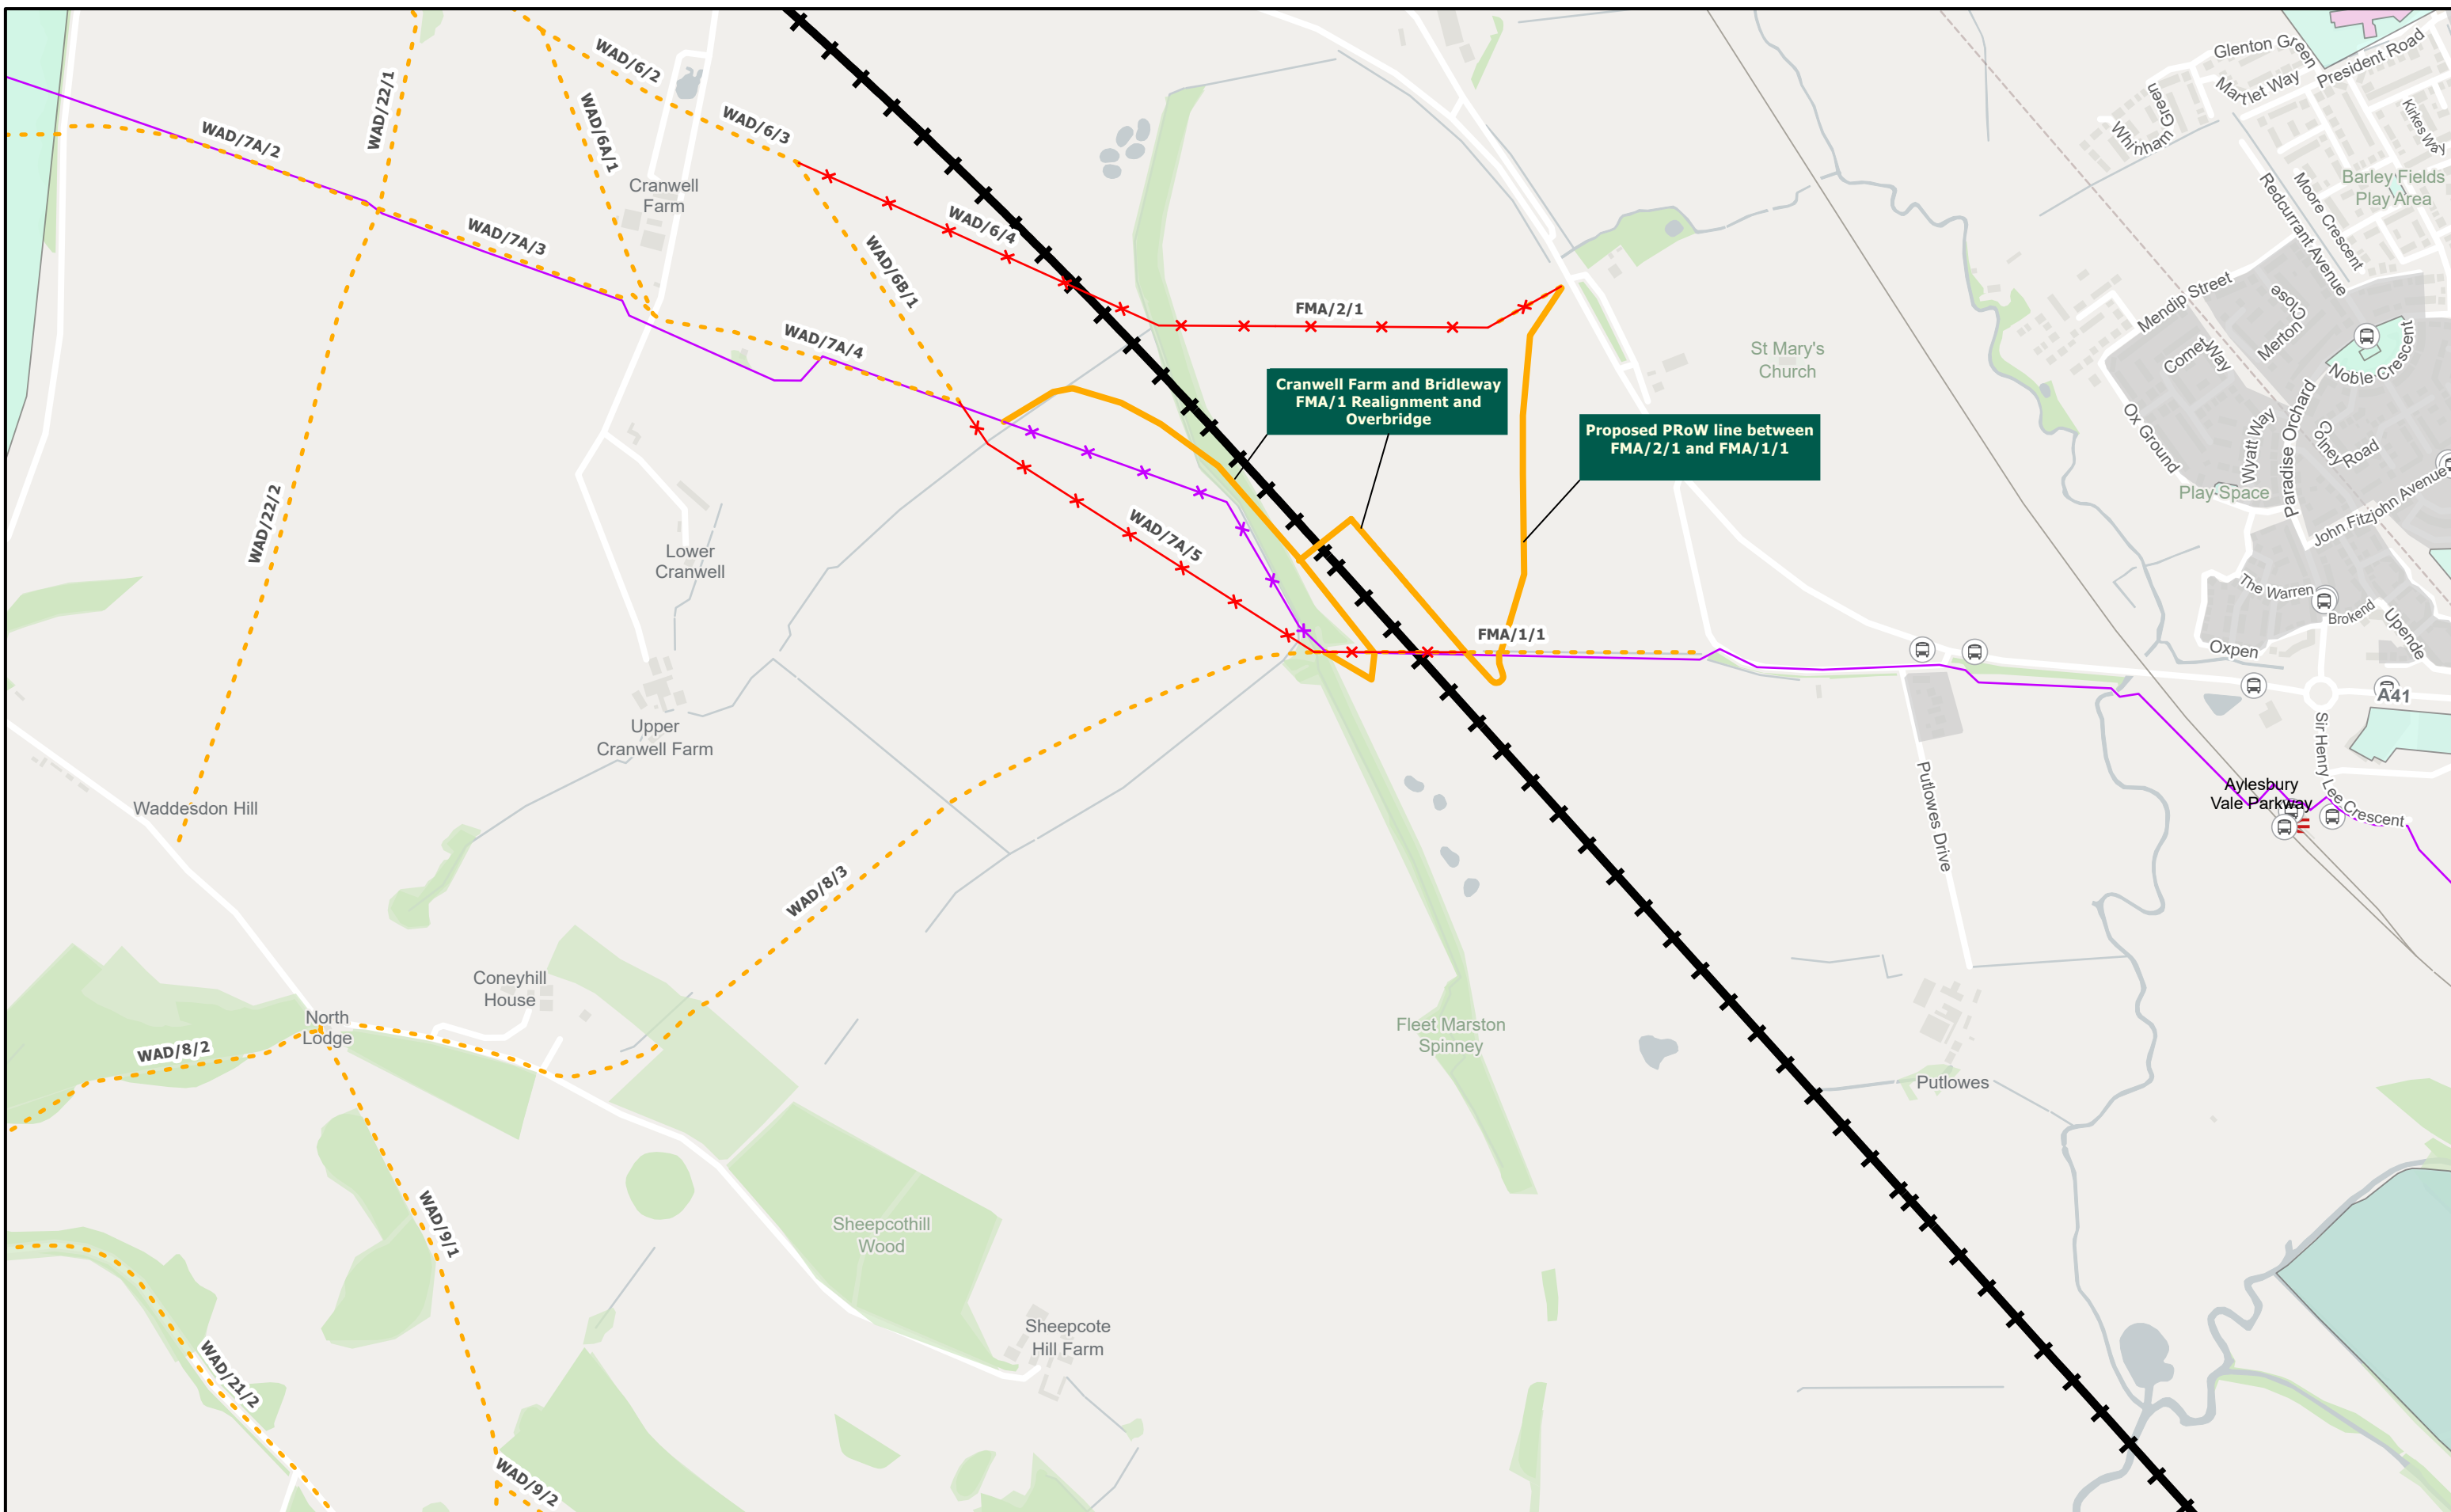 WAD/6/2
WAD/22/1
WAD/6A/1
WAD/7A/2
WAD/6/3
Cranwell
Farm
WAD/7A/3
WAD/6/4
WAD/6B/1
WAD/7A/4
FMA/2/1
Cranwell Farm and Bridleway
FMA/1 Realignment and
Overbridge
Proposed PRoW line between
FMA/2/1 and FMA/1/1
St Mary's
Church
Glenton Green
President Road
Martlet Way
Kirkes Way
Whinham
Green
Barley Fields
Play Area
Moore Crescent
Redcurrant Avenue
Mendip Street
Merton
Close
Comet
Way
Noble Crescent
Ox Ground
Wyatt Way
Paradise Orchard
Colney
Road
Play Space
John Fitzjohn Avenue
The Warren
Brokend
Upende
Oxpen
A41
Sir Henry Lee Crescent
Aylesbury
Vale Parkway
WAD/22/2
Lower
Cranwell
WAD/7A/5
FMA/1/1
Upper
Cranwell Farm
Waddesdon Hill
Putlowes Drive
WAD/8/3
Coneyhill
House
North
Lodge
WAD/8/2
Fleet Marston
Spinney
Putlowes
WAD/9/1
Sheepcothill
Wood
Sheepcote
Hill Farm
WAD/21/2
WAD/9/2